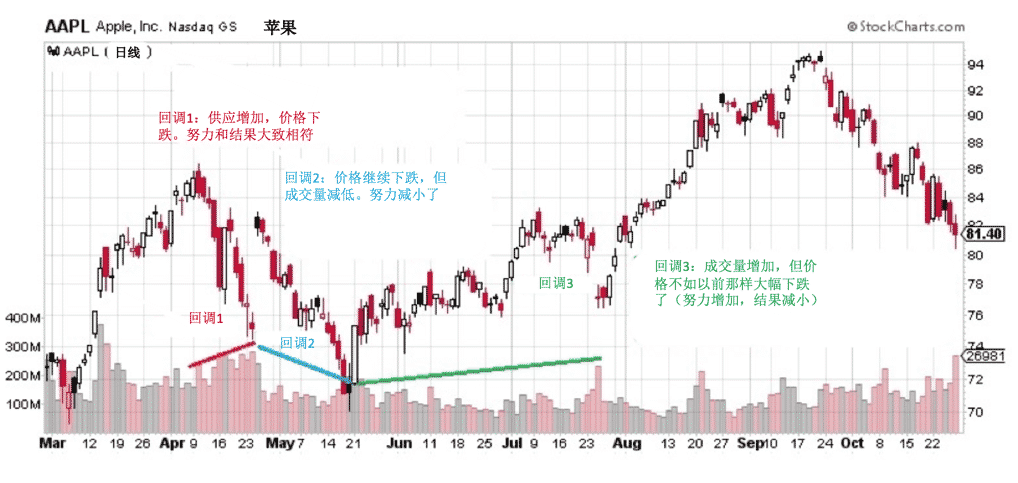 AAPL Apple, Inc. Nasdaq GS 苹果 ©StockCharts.com
AAPL ( 日线 )
回调1：供应增加，价格下
跌。努力和结果大致相符
回调2：价格继续下跌，但
成交量减低。努力减小了
回调3：成交量增加，但价
格不如以前那样大幅下跌
了（努力增加，结果减小）
回调3
回调1
回调2
94
92
90
88
86
84
82
81.40
80
78
76
74
72
70
400M
300M
200M
100M
26981
Mar 12 19 26 Apr 9 16 23 May 7 14 21 Jun 11 18 25 Jul 9 16 23 Aug 13 20 27 Sep 10 17 24 Oct 8 15 22